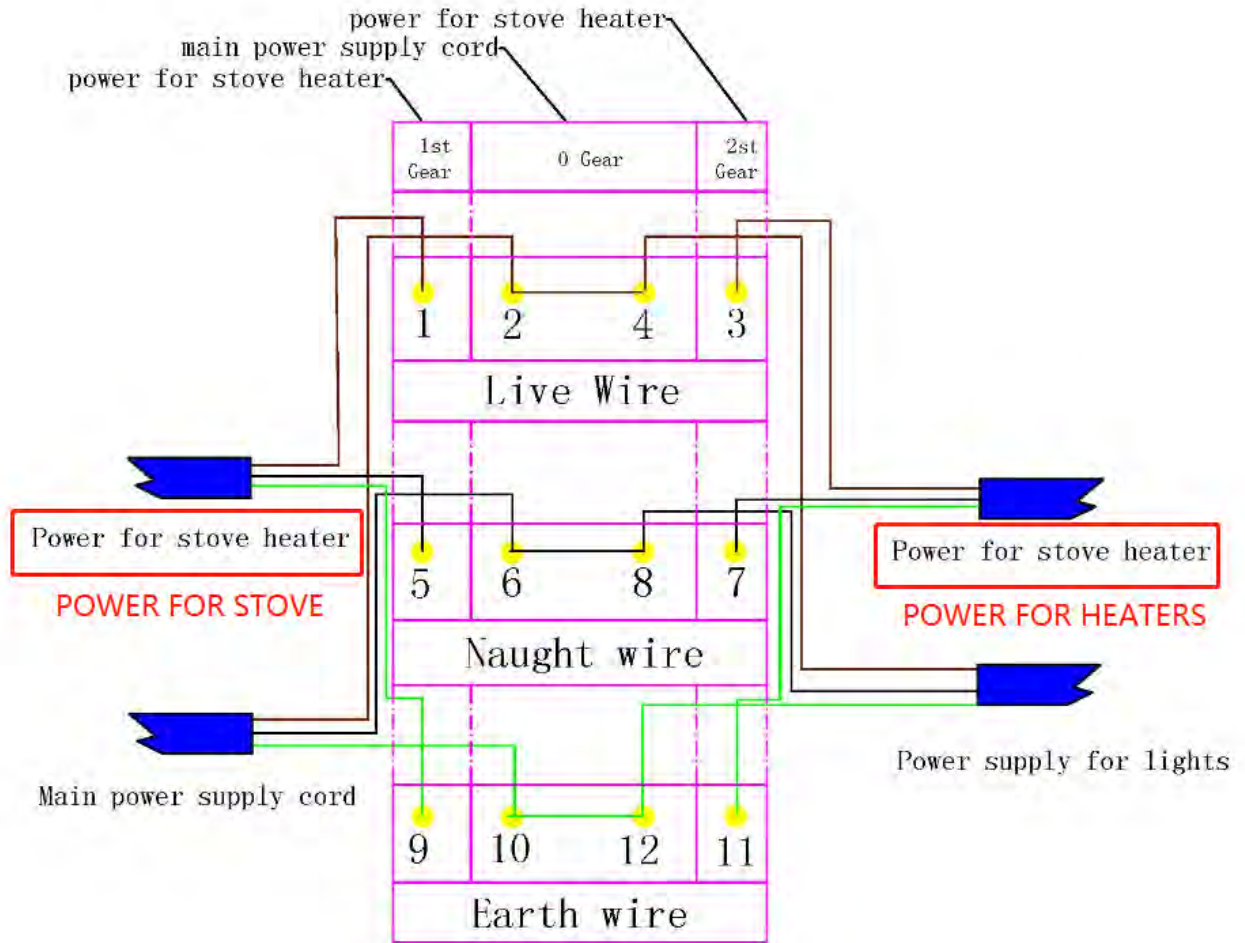 power for stove heater
main power supply cord
power for stove heater
1st
Gear
0 Gear
2st
Gear
1
2
4
3
Live Wire
Power for stove heater
POWER FOR STOVE
Power for stove heater
POWER FOR HEATERS
5
6
8
7
Naught wire
Main power supply cord
Power supply for lights
9
10
12
11
Earth wire